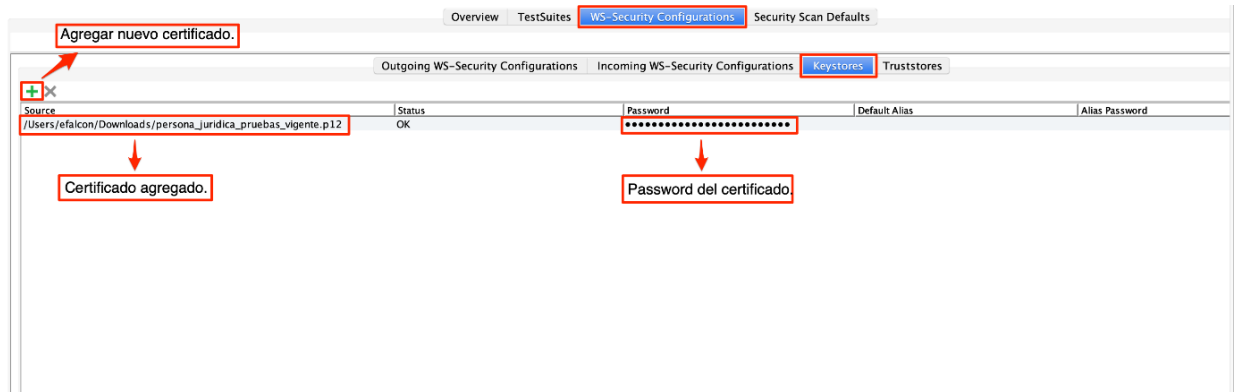 Overview TestSuites WS-Security Configurations Security Scan Defaults
Agregar nuevo certificado.
Outgoing WS-Security Configurations Incoming WS-Security Configurations Keystores Truststores
Source Status Password Default Alias Alias Password
/Users/efalcon/Downloads/persona_juridica_pruebas_vigente.p12 OK ●●●●●●●●●●●●●●●●●●●●●●●●●
Certificado agregado. Password del certificado.